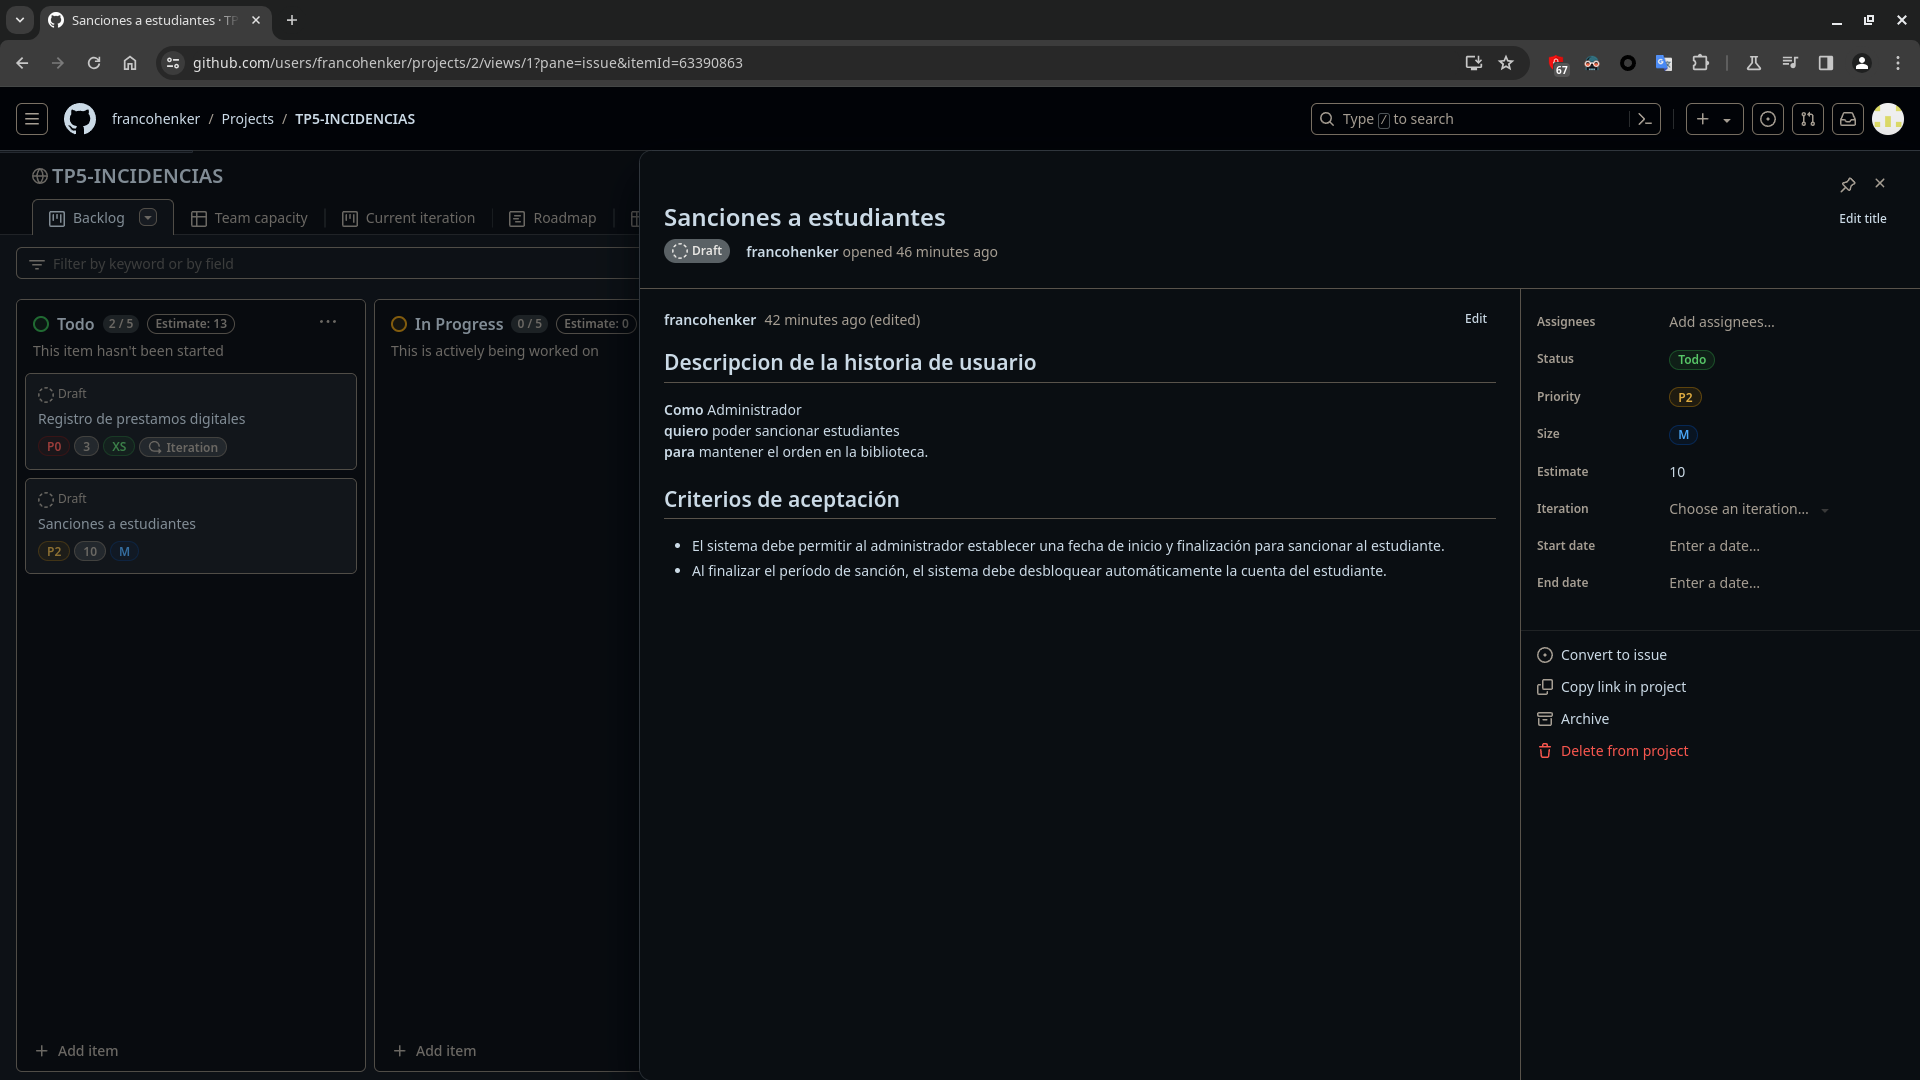 Sanciones a estudiantes · TP
github.com/users/francohenker/projects/2/views/1?pane=issue&itemId=63390863
67
francohenker / Projects / TP5-INCIDENCIAS
Type / to search
TP5-INCIDENCIAS
Backlog
Team capacity
Current iteration
Roadmap
Filter by keyword or by field
Todo 2 / 5 Estimate: 13
This item hasn't been started
Draft
Registro de prestamos digitales
P0 3 XS Iteration
Draft
Sanciones a estudiantes
P2 10 M
Add item
In Progress 0 / 5 Estimate: 0
This is actively being worked on
Add item
Sanciones a estudiantes
Edit title
Draft francohenker opened 46 minutes ago
francohenker 42 minutes ago (edited)
Edit
Descripcion de la historia de usuario
Como Administrador
quiero poder sancionar estudiantes
para mantener el orden en la biblioteca.
Criterios de aceptación
• El sistema debe permitir al administrador establecer una fecha de inicio y finalización para sancionar al estudiante.
• Al finalizar el período de sanción, el sistema debe desbloquear automáticamente la cuenta del estudiante.
Assignees Add assignees...
Status Todo
Priority P2
Size M
Estimate 10
Iteration Choose an iteration...
Start date Enter a date...
End date Enter a date...
Convert to issue
Copy link in project
Archive
Delete from project